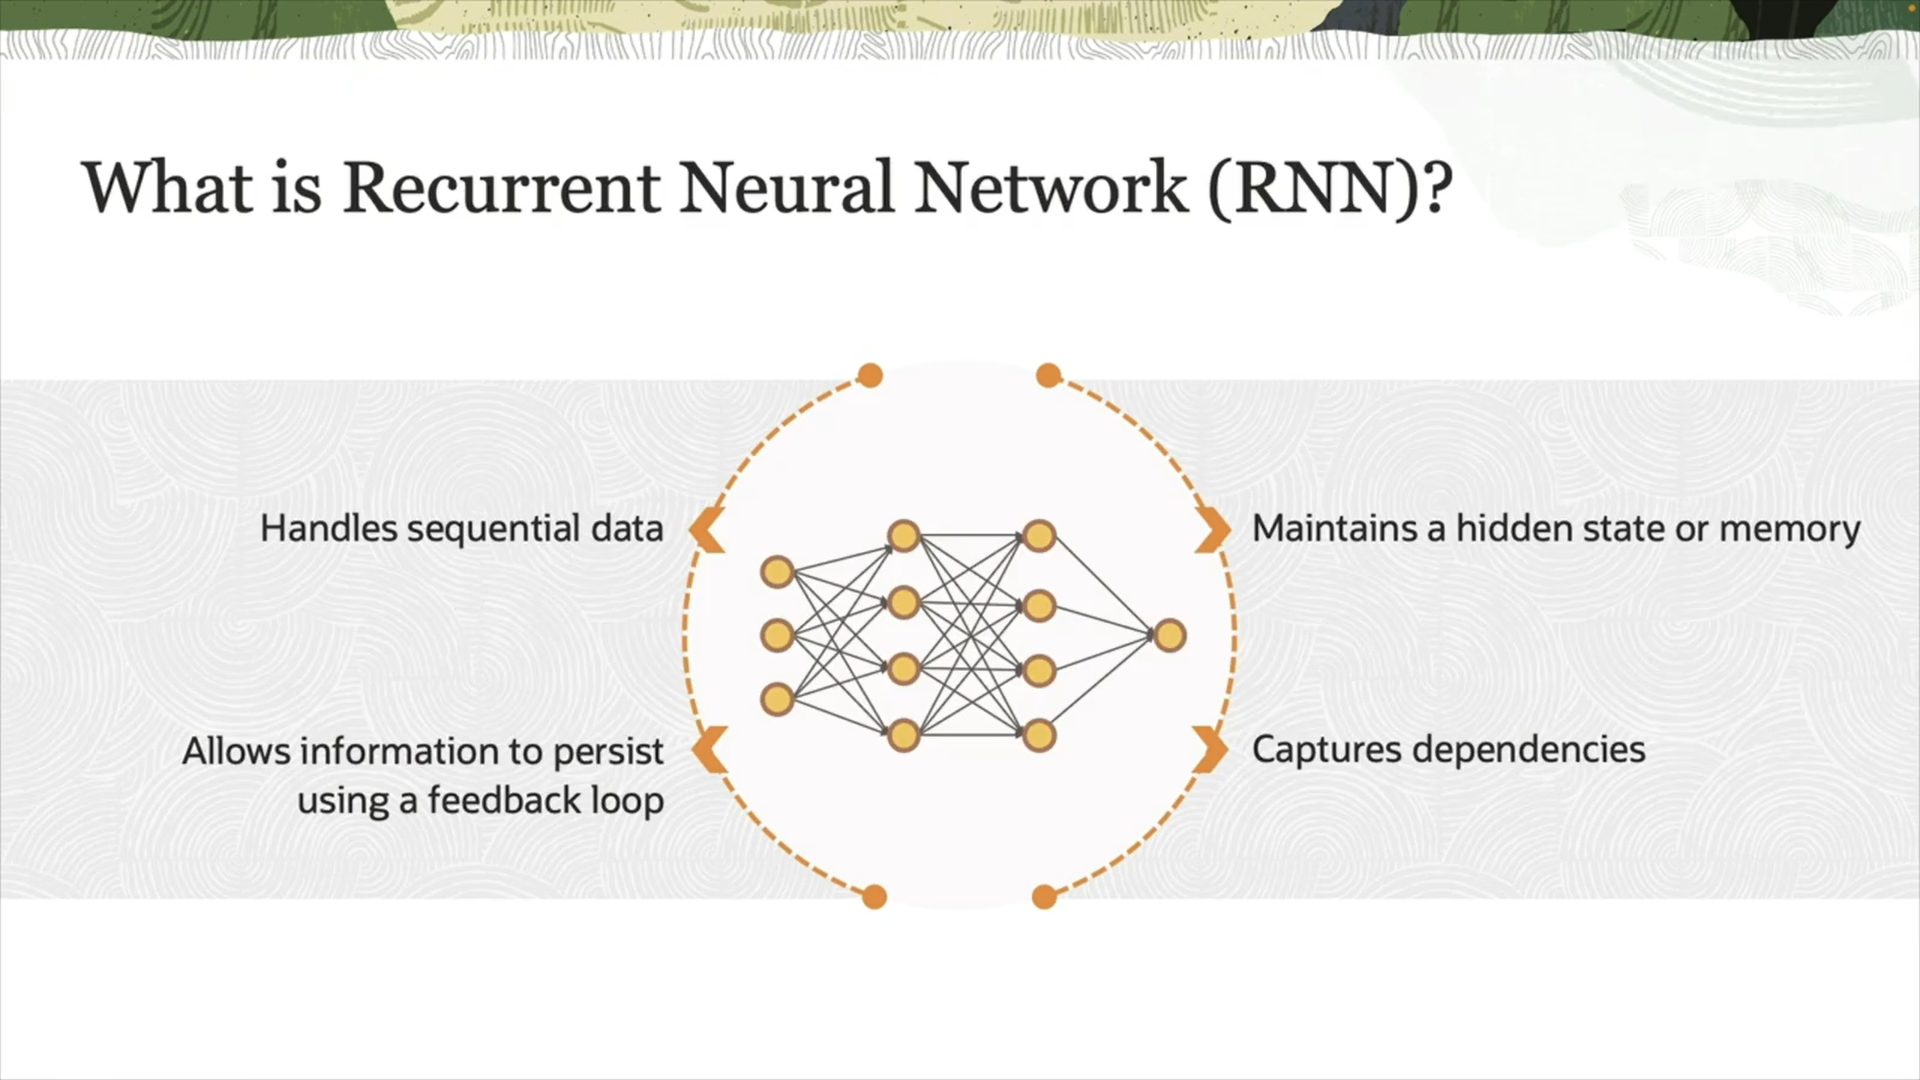 What is Recurrent Neural Network (RNN)?
Handles sequential data
Allows information to persist
using a feedback loop
Maintains a hidden state or memory
Captures dependencies